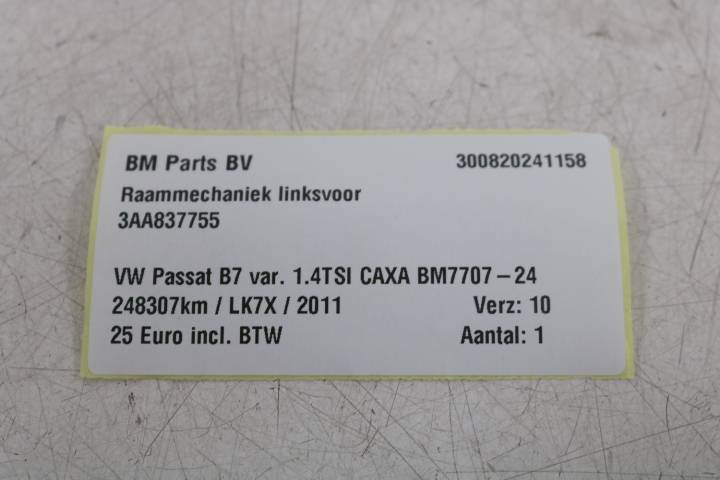 BM Parts BV 300820241158
Raammechaniek linksvoor
3AA837755
VW Passat B7 var. 1.4TSI CAXA BM7707-24
248307km / LK7X / 2011 Verz: 10
25 Euro incl. BTW Aantal: 1